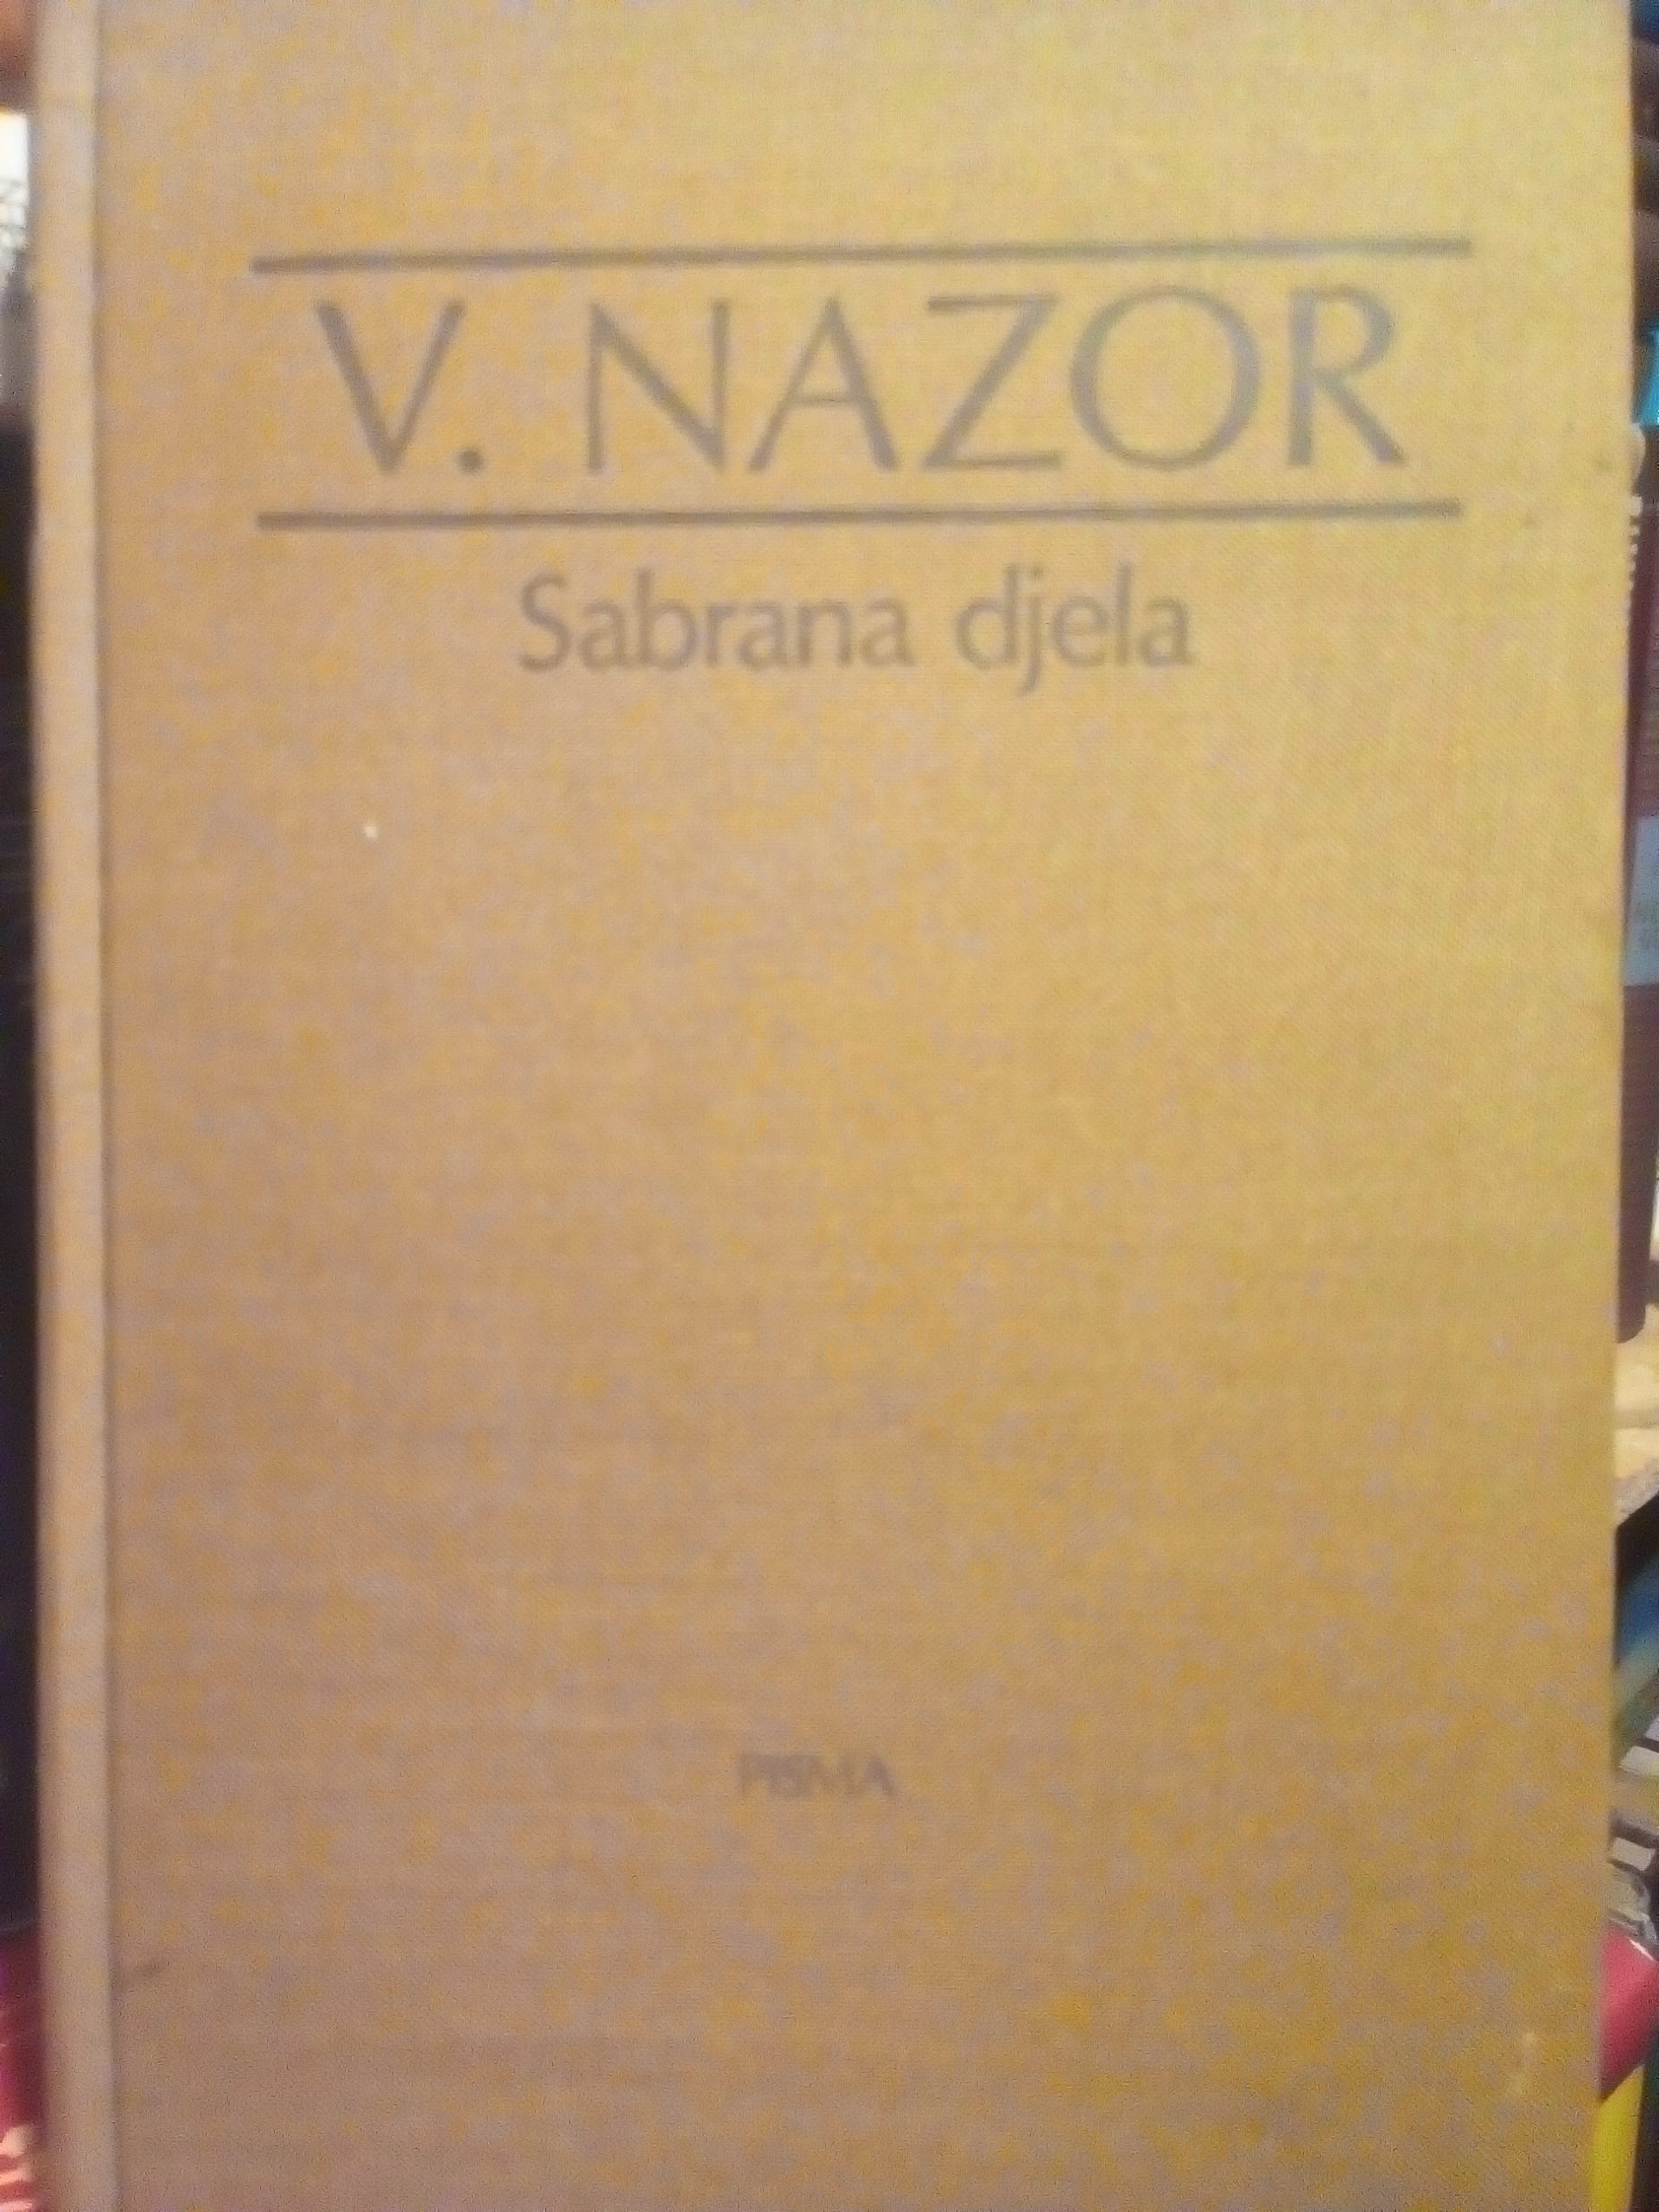 V. NAZOR
Sabrana djela
PISMA